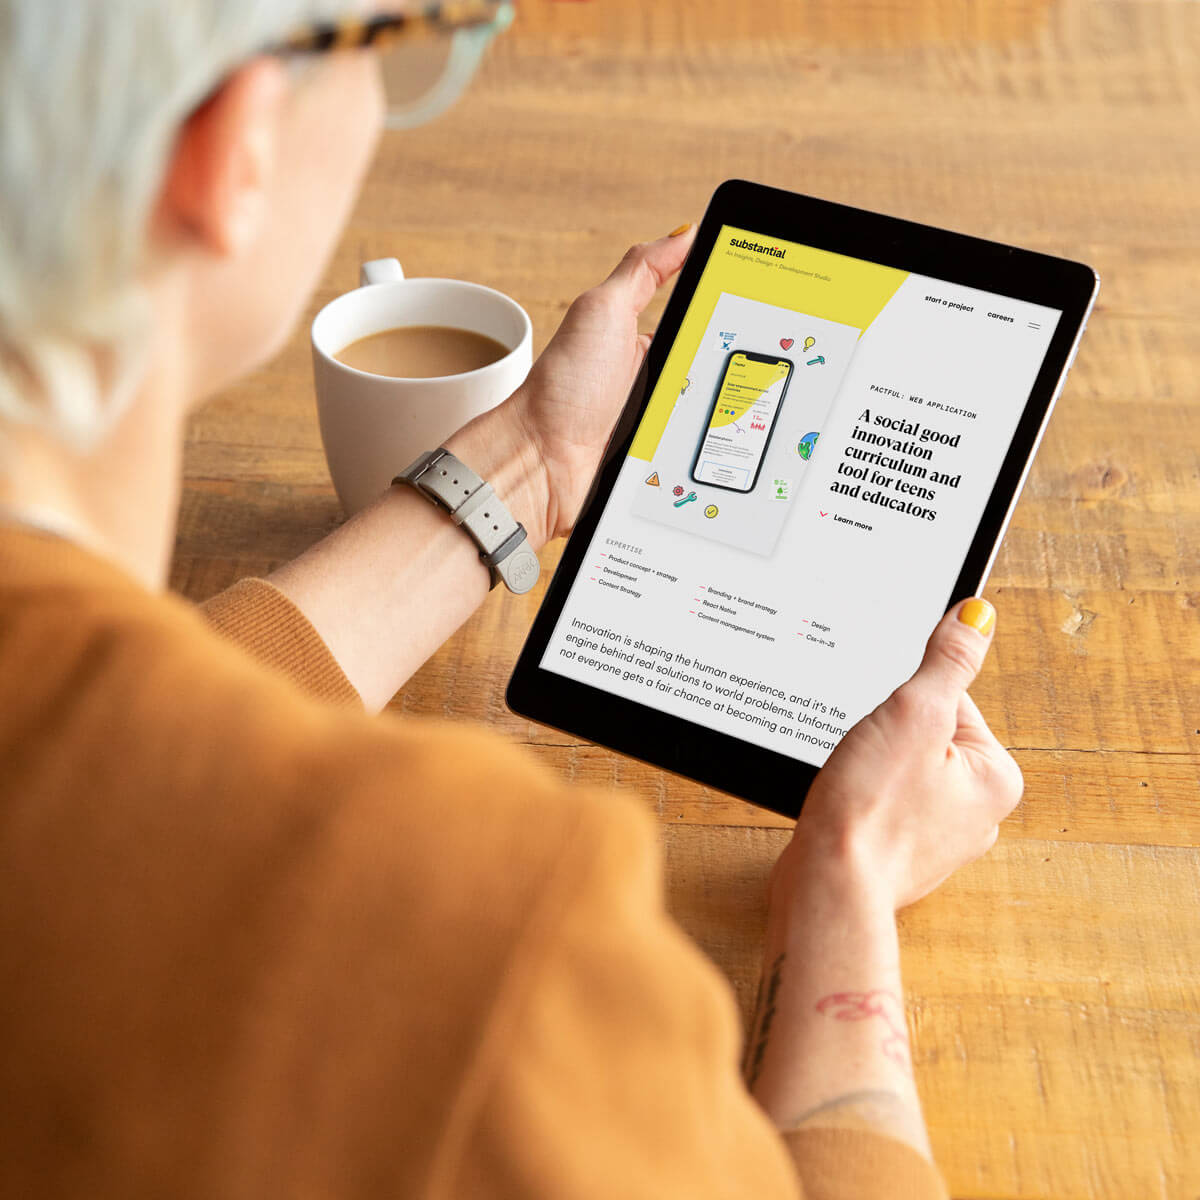 substantial
An Insights, Design + Development Studio
start a project
careers
PACTFUL: WEB APPLICATION
A social good
innovation
curriculum and
tool for teens
and educators
Learn more
EXPERTISE
Product concept + strategy
Development
Content Strategy
Branding + brand strategy
React Native
Content management system
Design
Css-in-JS
Innovation is shaping the human experience, and it's the
engine behind real solutions to world problems. Unfortuna
not everyone gets a fair chance at becoming an innovat